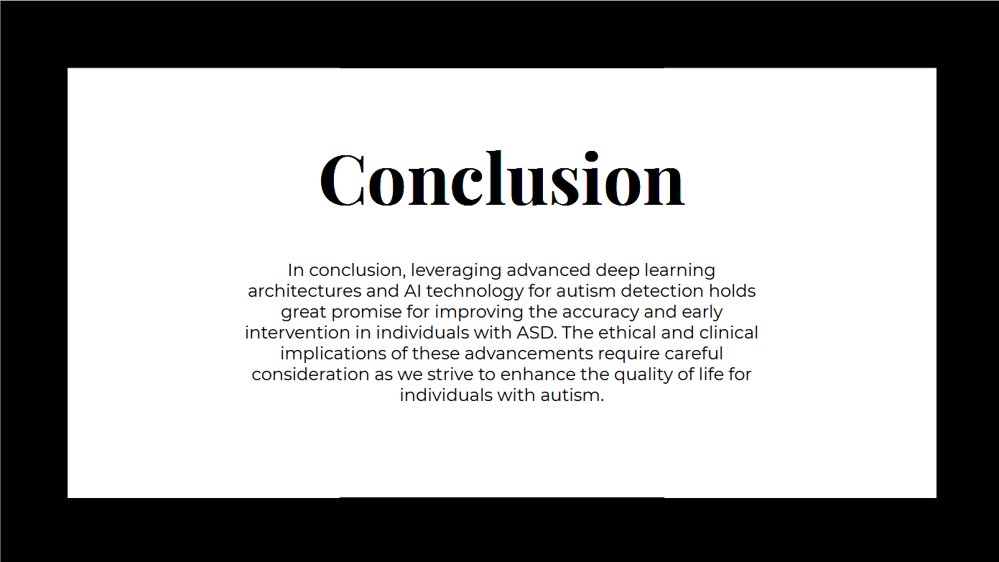 Conclusion
In conclusion, leveraging advanced deep learning
architectures and AI technology for autism detection holds
great promise for improving the accuracy and early
intervention in individuals with ASD. The ethical and clinical
implications of these advancements require careful
consideration as we strive to enhance the quality of life for
individuals with autism.